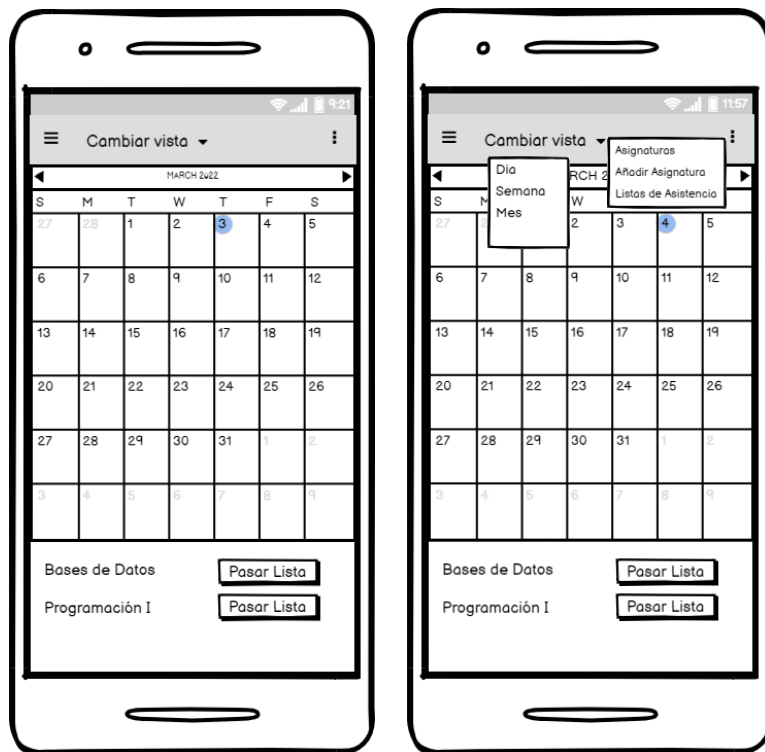 9:21
Cambiar vista
MARCH 2022
S M T W T F S
27 28 1 2 3 4 5
6 7 8 9 10 11 12
13 14 15 16 17 18 19
20 21 22 23 24 25 26
27 28 29 30 31 1 2
3 4 5 6 7 8 9
Bases de Datos Pasar Lista
Programación I Pasar Lista
11:57
Cambiar vista
Asignaturas
Añadir Asignatura
Listas de Asistencia
Dia
Semana
Mes
RCH 2
S M W
27 2 2 3 4 5
6 7 8 9 10 11 12
13 14 15 16 17 18 19
20 21 22 23 24 25 26
27 28 29 30 31 1 2
3 4 5 6 7 8 9
Bases de Datos Pasar Lista
Programación I Pasar Lista